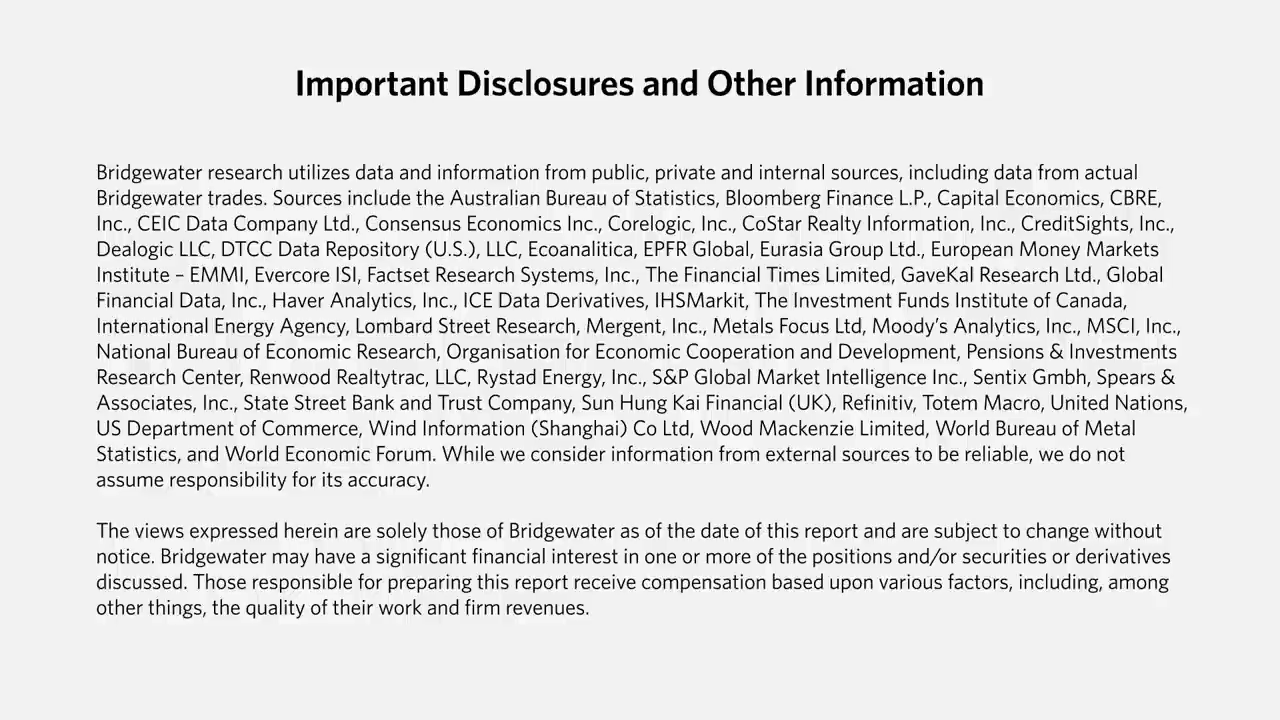 Important Disclosures and Other Information
Bridgewater research utilizes data and information from public, private and internal sources, including data from actual
Bridgewater trades. Sources include the Australian Bureau of Statistics, Bloomberg Finance L.P., Capital Economics, CBRE,
Inc., CEIC Data Company Ltd., Consensus Economics Inc., Corelogic, Inc., CoStar Realty Information, Inc., CreditSights, Inc.,
Dealogic LLC, DTCC Data Repository (U.S.), LLC, Ecoanalitica, EPFR Global, Eurasia Group Ltd., European Money Markets
Institute – EMMI, Evercore ISI, Factset Research Systems, Inc., The Financial Times Limited, GaveKal Research Ltd., Global
Financial Data, Inc., Haver Analytics, Inc., ICE Data Derivatives, IHSMarkit, The Investment Funds Institute of Canada,
International Energy Agency, Lombard Street Research, Mergent, Inc., Metals Focus Ltd, Moody’s Analytics, Inc., MSCI, Inc.,
National Bureau of Economic Research, Organisation for Economic Cooperation and Development, Pensions & Investments
Research Center, Renwood Realtytrac, LLC, Rystad Energy, Inc., S&P Global Market Intelligence Inc., Sentix Gmbh, Spears &
Associates, Inc., State Street Bank and Trust Company, Sun Hung Kai Financial (UK), Refinitiv, Totem Macro, United Nations,
US Department of Commerce, Wind Information (Shanghai) Co Ltd, Wood Mackenzie Limited, World Bureau of Metal
Statistics, and World Economic Forum. While we consider information from external sources to be reliable, we do not
assume responsibility for its accuracy.
The views expressed herein are solely those of Bridgewater as of the date of this report and are subject to change without
notice. Bridgewater may have a significant financial interest in one or more of the positions and/or securities or derivatives
discussed. Those responsible for preparing this report receive compensation based upon various factors, including, among
other things, the quality of their work and firm revenues.